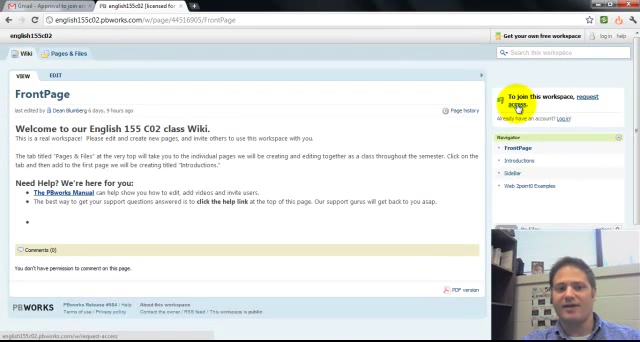 Gmail - Approval to join en
english155c02 [licensed for
english155c02.pbworks.com/w/page/44516905/FrontPage
english155c02
Get your own free workspace
log in
help
Wiki
Pages & Files
Search this workspace
VIEW
EDIT
FrontPage
last edited by Dean Blumberg 6 days, 9 hours ago
Page history
Welcome to our English 155 C02 class Wiki.
This is a real workspace! Please edit and create new pages, and invite others to use this workspace with you.
The tab titled "Pages & Files" at the very top will take you to the individual pages we will be creating and editing together as a class throughout the semester. Click on the
tab and then add to the first page we will be creating titled "Introductions."
Need Help? We're here for you:
The PBworks Manual can help show you how to edit, add videos and invite users.
The best way to get your support questions answered is to click the help link at the top of this page. Our support gurus will get back to you asap.
Comments (0)
You don't have permission to comment on this page.
PDF version
PBWORKS
PBworks Release #984 / Help
Terms of use / Privacy policy
About this workspace
Contact the owner / RSS feed / This workspace is public
To join this workspace, request
access.
Already have an account? Log in!
Navigator
FrontPage
Introductions
SideBar
Web 2point0 Examples
english155c02.pbworks.com/w/request-access